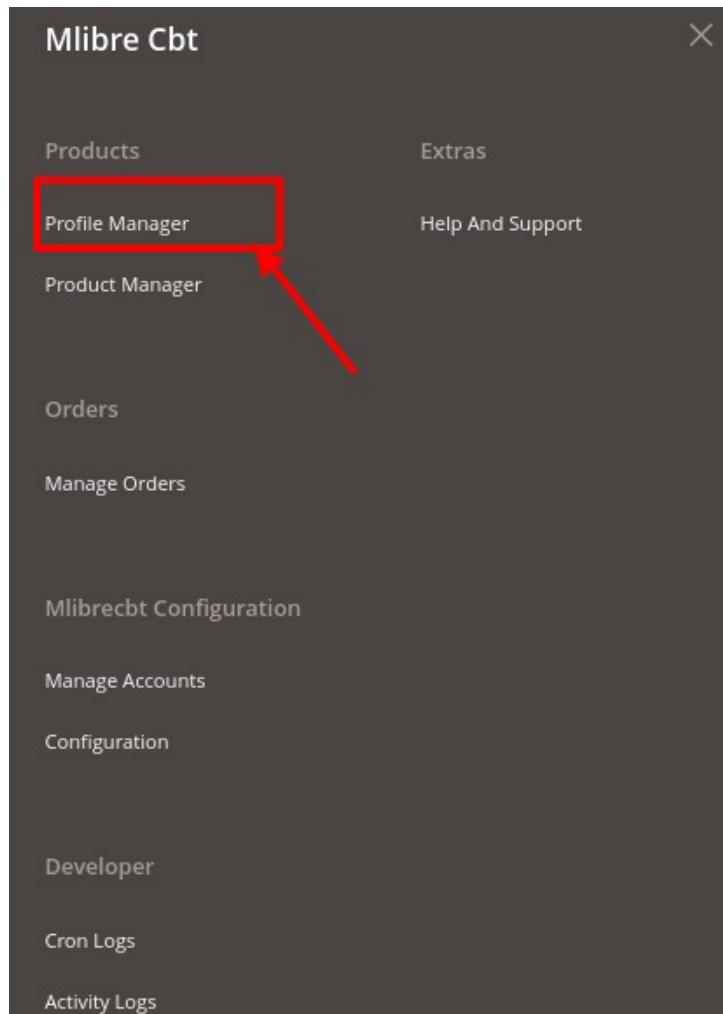 Mlibre Cbt
Products
Profile Manager
Product Manager
Extras
Help And Support
Orders
Manage Orders
Mlibrecbt Configuration
Manage Accounts
Configuration
Developer
Cron Logs
Activity Logs